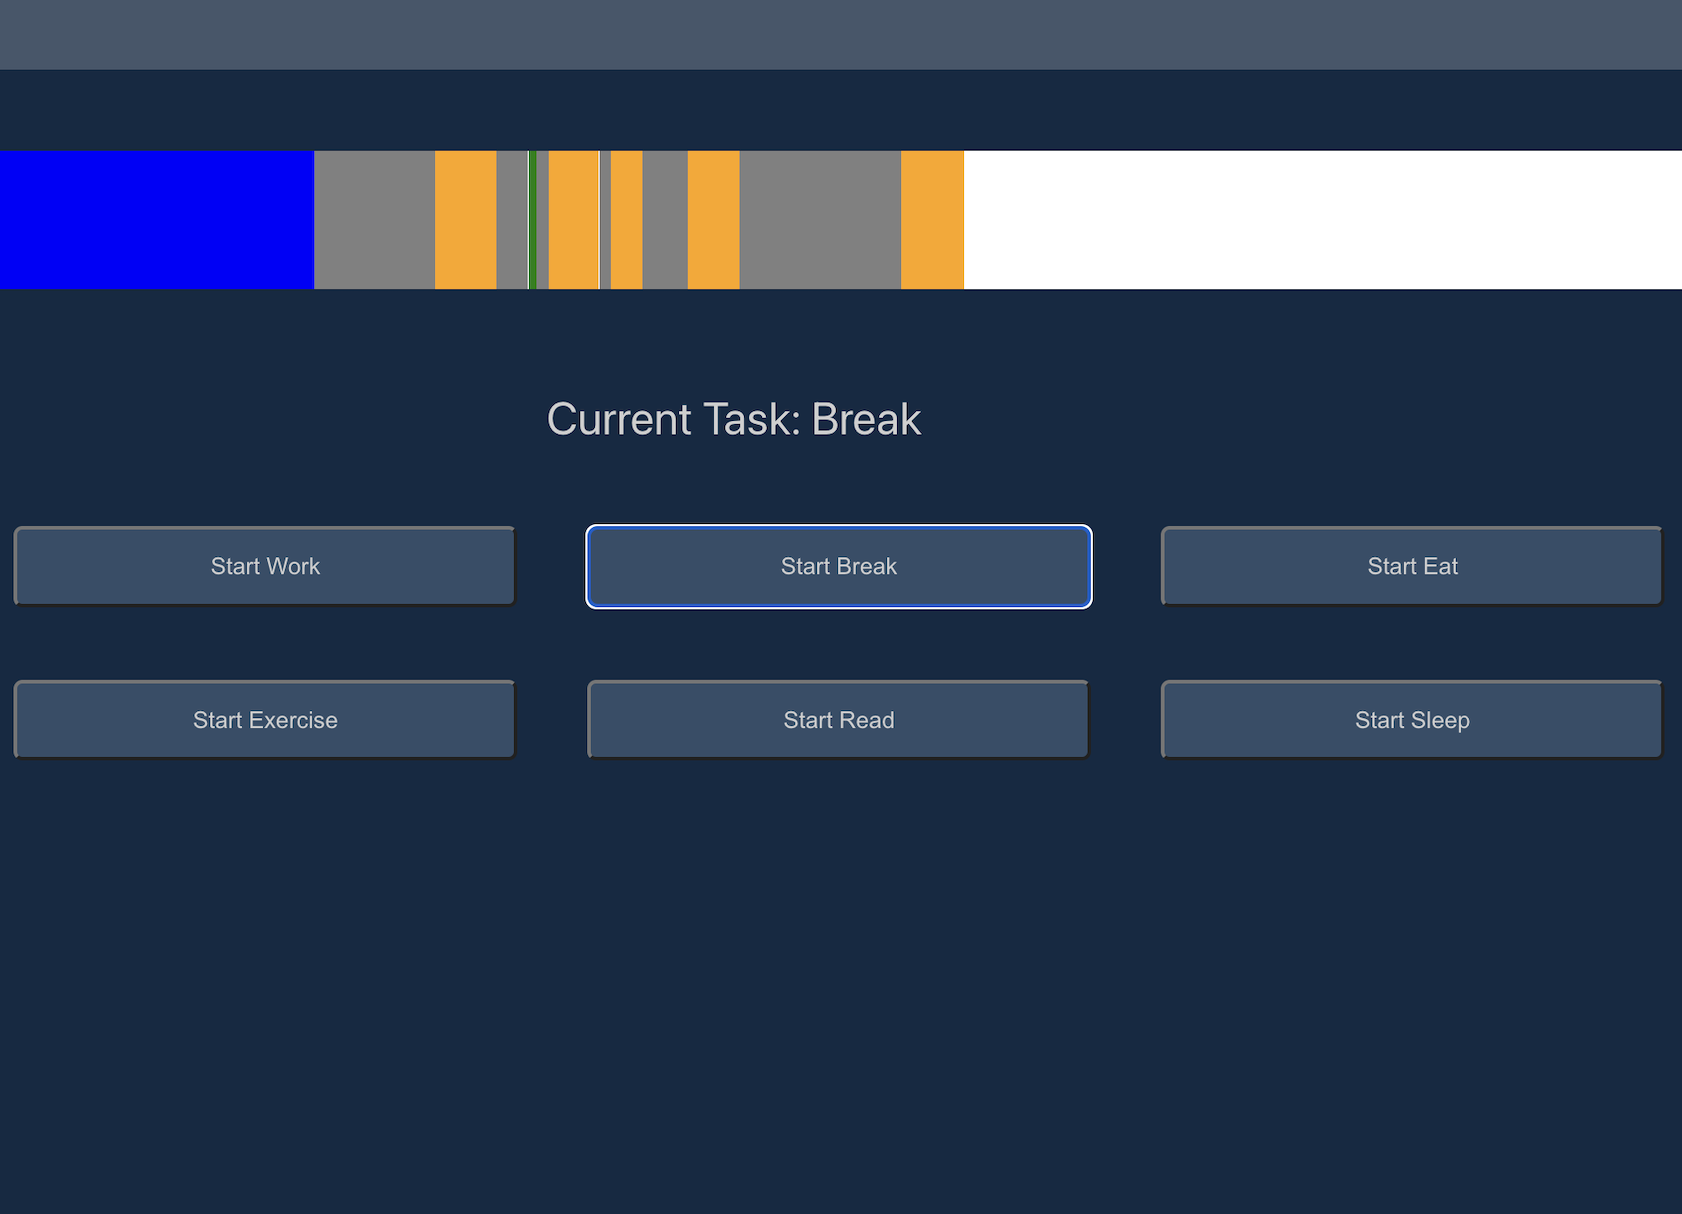 Current Task: Break
Start Work
Start Break
Start Eat
Start Exercise
Start Read
Start Sleep